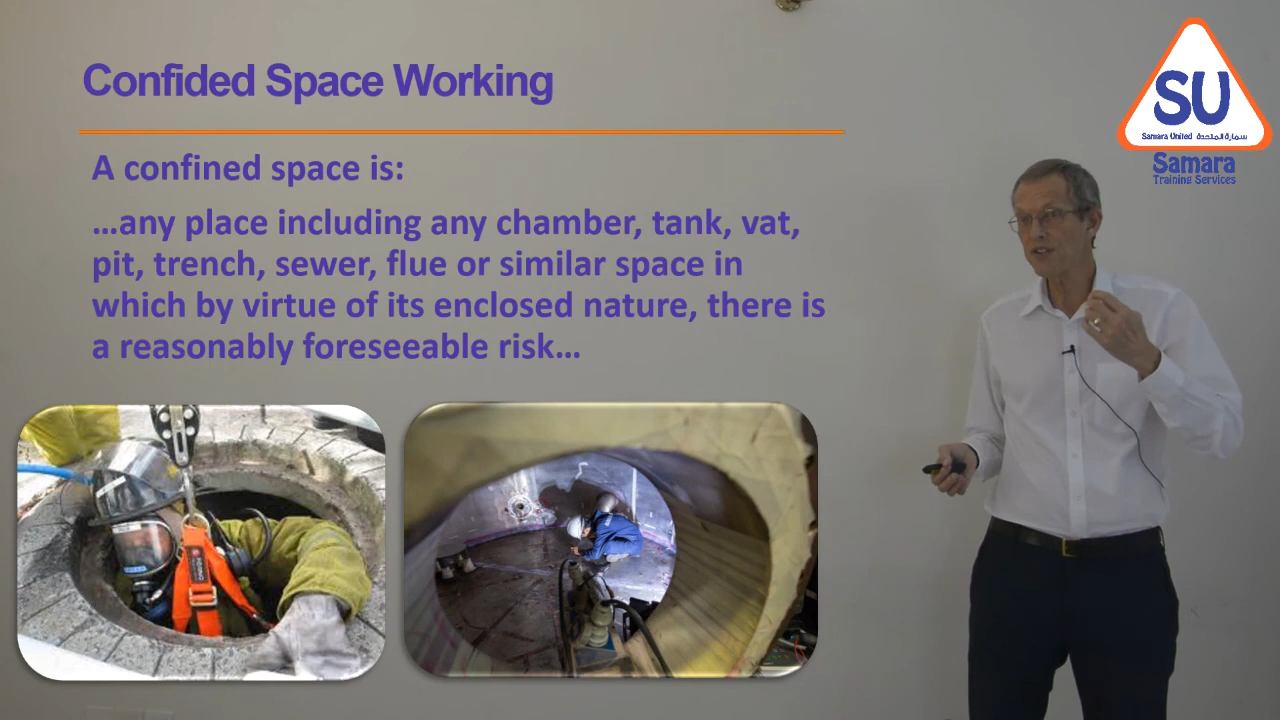 Confided Space Working
A confined space is:
...any place including any chamber, tank, vat,
pit, trench, sewer, flue or similar space in
which by virtue of its enclosed nature, there is
a reasonably foreseeable risk...
SU
Samara United سمارة المتحدة
Samara
Training Services